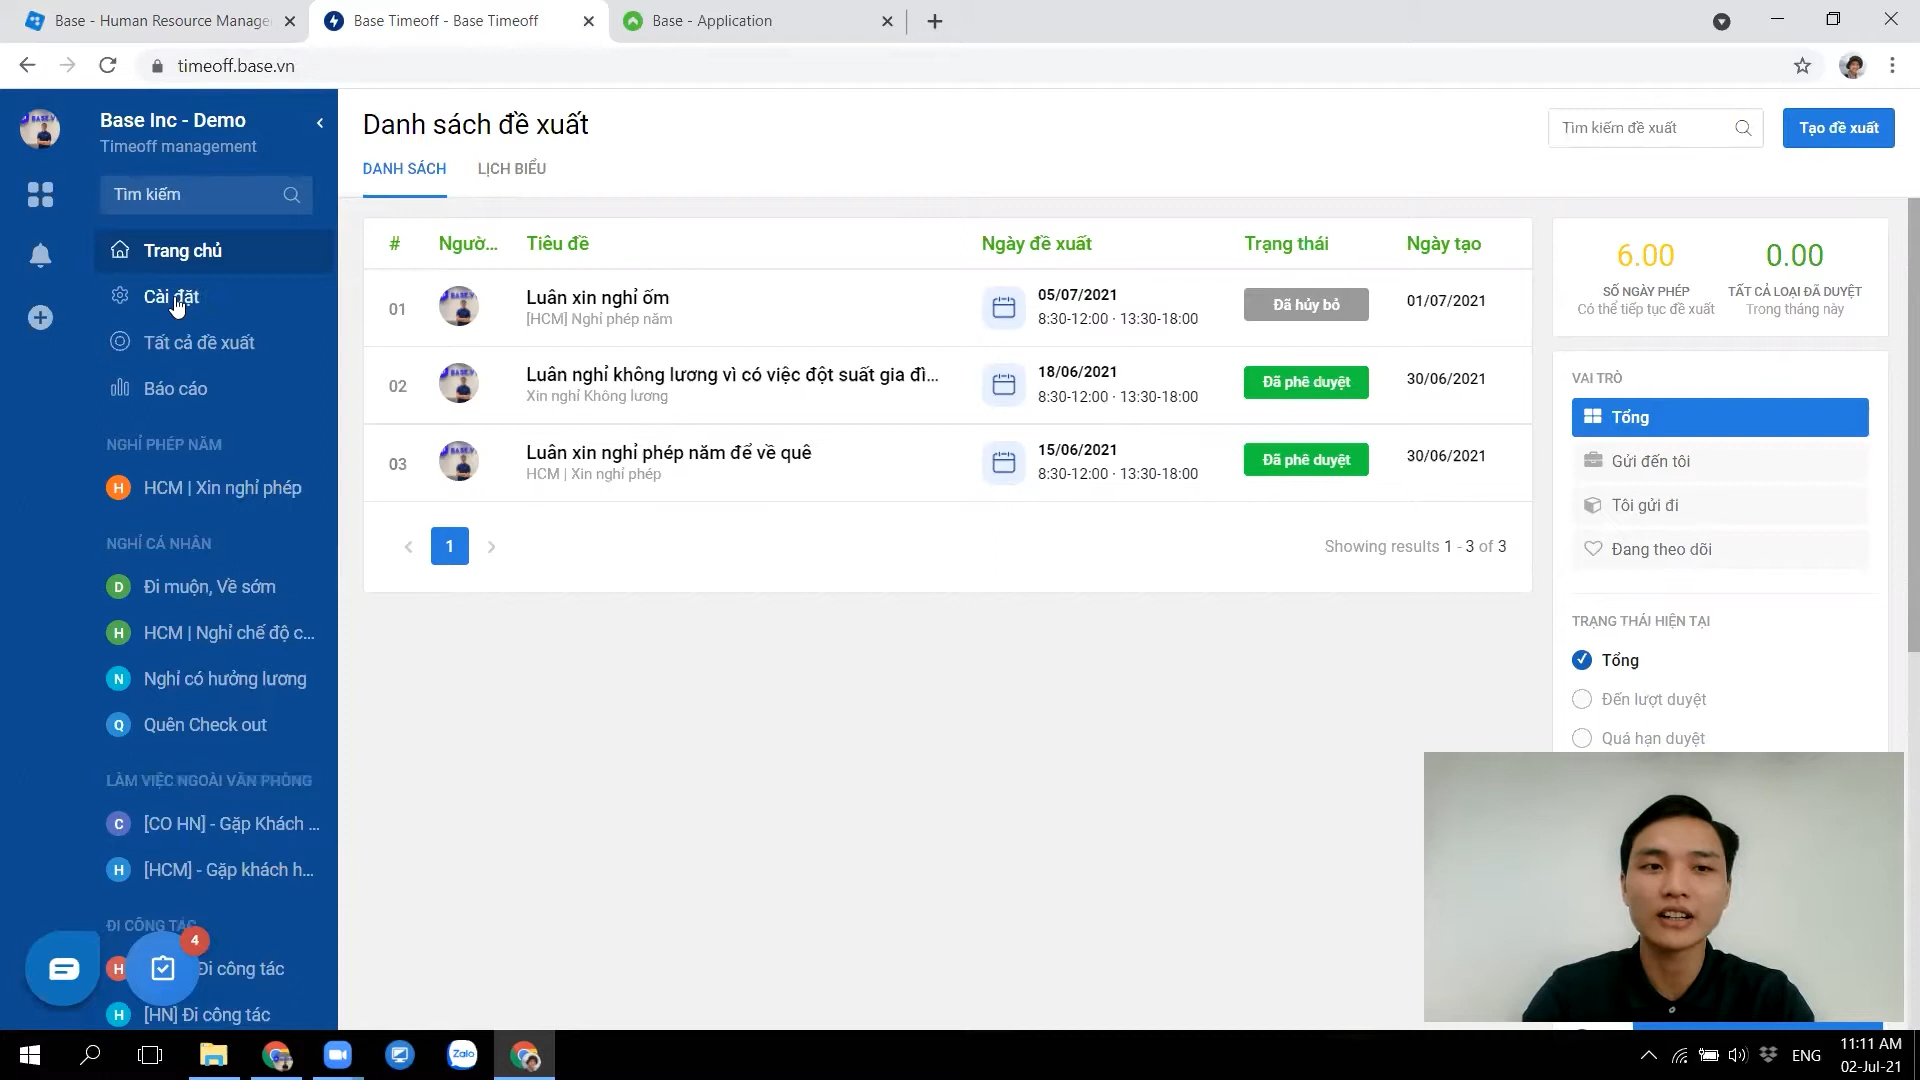 Base - Human Resource Manage
Base Timeoff - Base Timeoff
Base - Application
timeoff.base.vn
Base Inc - Demo
Timeoff management
Tìm kiếm
Trang chủ
Cài đặt
Tất cả đề xuất
Báo cáo
NGHỈ PHÉP NĂM
H HCM | Xin nghỉ phép
NGHỈ CÁ NHÂN
D Đi muộn, Về sớm
H HCM | Nghỉ chế độ c...
N Nghỉ có hưởng lương
Q Quên Check out
LÀM VIỆC NGOÀI VĂN PHÒNG
C [CO HN] - Gặp Khách ...
H [HCM] - Gặp khách h...
ĐI CÔNG TÁC
4
H Đi công tác
H [HN] Đi công tác
Danh sách đề xuất
Tìm kiếm đề xuất
Tạo đề xuất
DANH SÁCH LỊCH BIỂU
# Ngườ... Tiêu đề Ngày đề xuất Trạng thái Ngày tạo
01 Luân xin nghỉ ốm 05/07/2021 Đã hủy bỏ 01/07/2021
[HCM] Nghỉ phép năm 8:30-12:00 · 13:30-18:00
02 Luân nghỉ không lương vì có việc đột suất gia đì... 18/06/2021 Đã phê duyệt 30/06/2021
Xin nghỉ Không lương 8:30-12:00 · 13:30-18:00
03 Luân xin nghỉ phép năm để về quê 15/06/2021 Đã phê duyệt 30/06/2021
HCM | Xin nghỉ phép 8:30-12:00 · 13:30-18:00
1
Showing results 1 - 3 of 3
6.00 0.00
SỐ NGÀY PHÉP TẤT CẢ LOẠI ĐÃ DUYỆT
Có thể tiếp tục đề xuất Trong tháng này
VAI TRÒ
Tổng
Gửi đến tôi
Tôi gửi đi
Đang theo dõi
TRẠNG THÁI HIỆN TẠI
Tổng
Đến lượt duyệt
Quá hạn duyệt
Zalo
ENG
11:11 AM
02-Jul-21